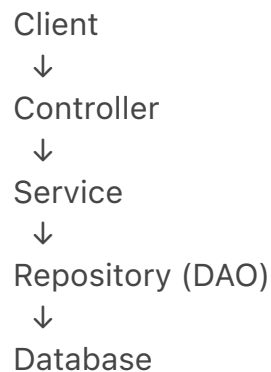 Client
↓
Controller
↓
Service
↓
Repository (DAO)
↓
Database